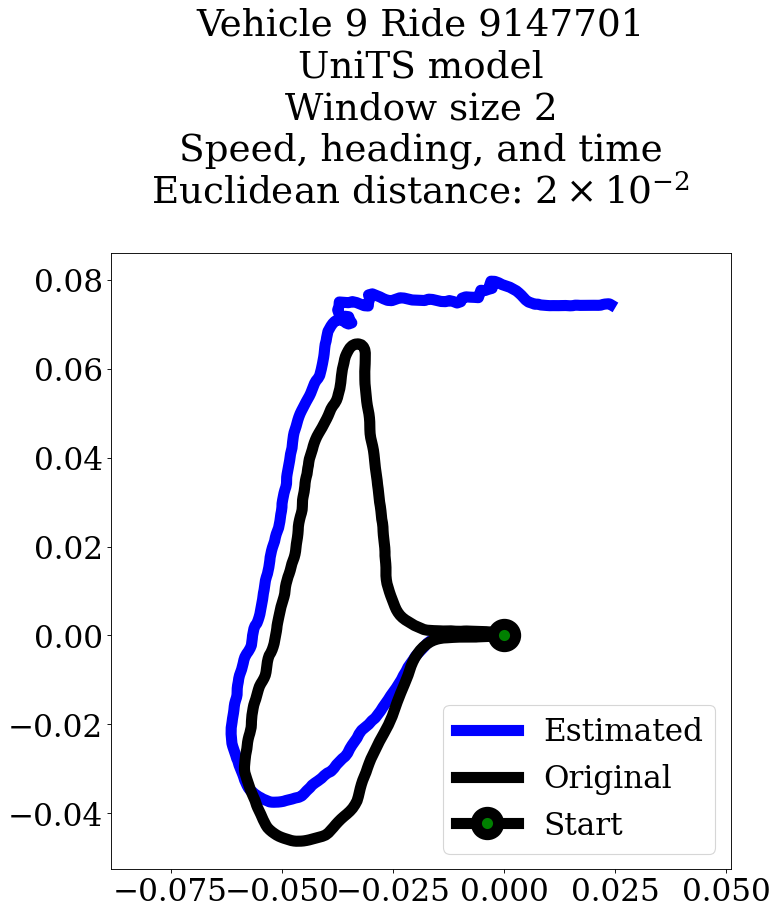 Vehicle 9 Ride 9147701
UniTS model
Window size 2
Speed, heading, and time
Euclidean distance: 2 × 10⁻²
0.08
0.06
0.04
0.02
0.00
−0.02
−0.04
Estimated
Original
Start
−0.075 −0.050 −0.025 0.000 0.025 0.050